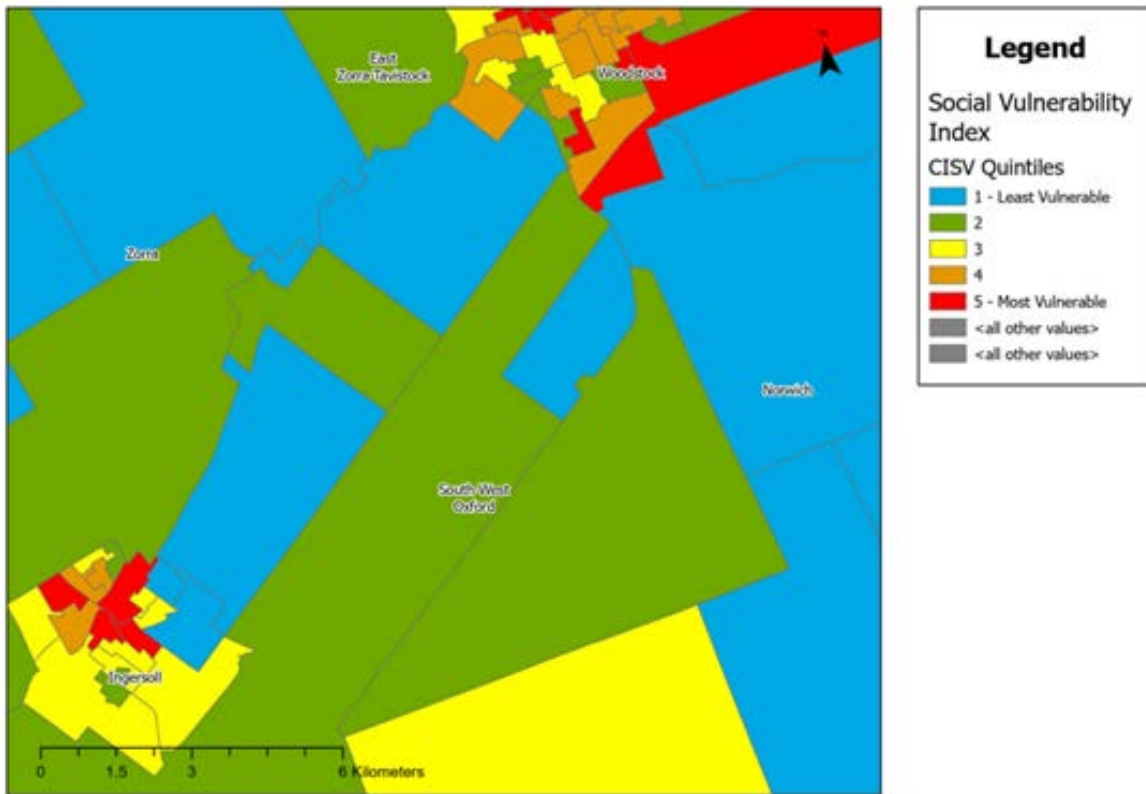 East
Zorra-Tavistock
Woodstock
Zorra
Norwich
South West
Oxford
Ingersoll
0 1.5 3 6 Kilometers
Legend
Social Vulnerability
Index
CISV Quintiles
1 - Least Vulnerable
2
3
4
5 - Most Vulnerable
<all other values>
<all other values>